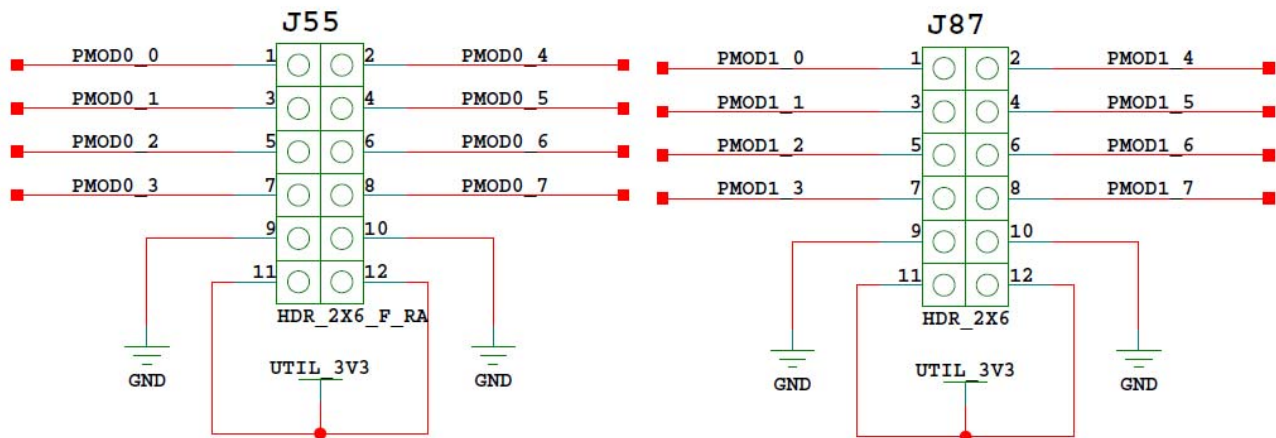 J55
PMOD0_0 1 2 PMOD0_4
PMOD0_1 3 4 PMOD0_5
PMOD0_2 5 6 PMOD0_6
PMOD0_3 7 8 PMOD0_7
9 10
11 12
HDR_2X6_F_RA
UTIL_3V3
GND GND
J87
PMOD1_0 1 2 PMOD1_4
PMOD1_1 3 4 PMOD1_5
PMOD1_2 5 6 PMOD1_6
PMOD1_3 7 8 PMOD1_7
9 10
11 12
HDR_2X6
UTIL_3V3
GND GND